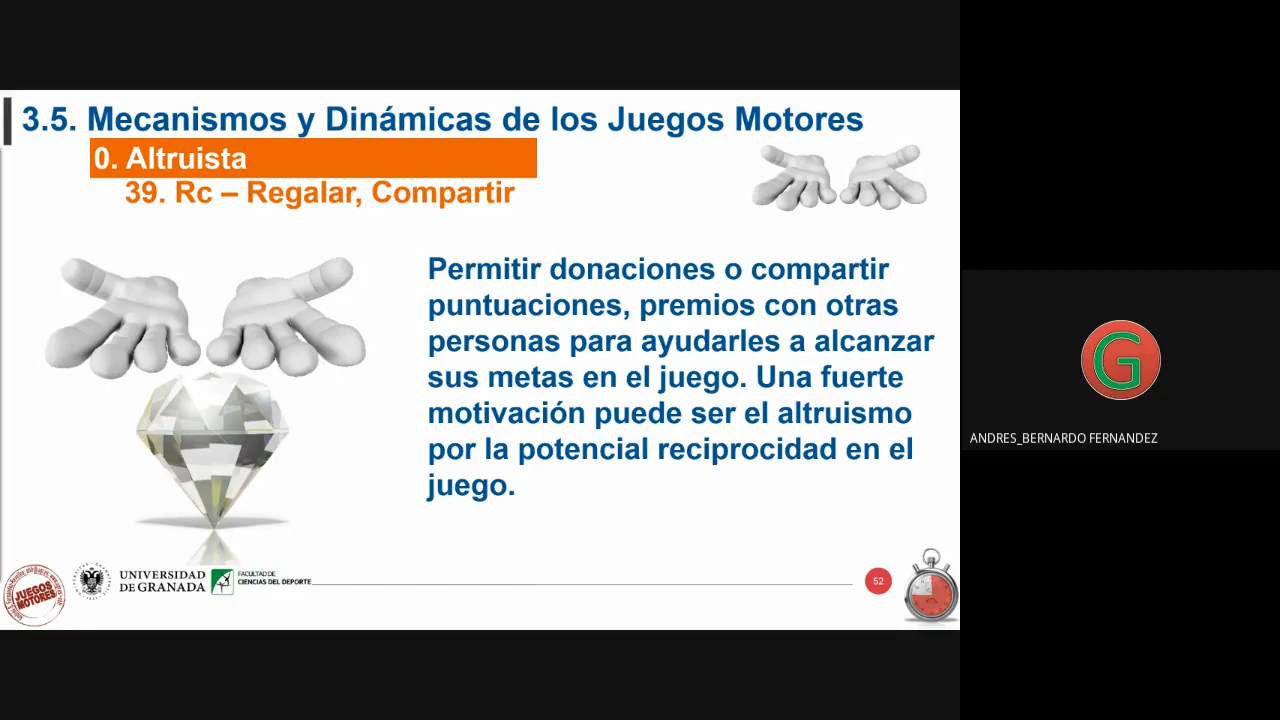 3.5. Mecanismos y Dinámicas de los Juegos Motores
0. Altruista
39. Rc – Regalar, Compartir
Permitir donaciones o compartir
puntuaciones, premios con otras
personas para ayudarles a alcanzar
sus metas en el juego. Una fuerte
motivación puede ser el altruismo
por la potencial reciprocidad en el
juego.
G
ANDRES_BERNARDO FERNANDEZ
JUEGOS
MOTORES
UNIVERSIDAD
DE GRANADA
FACULTAD DE
CIENCIAS DEL DEPORTE
52